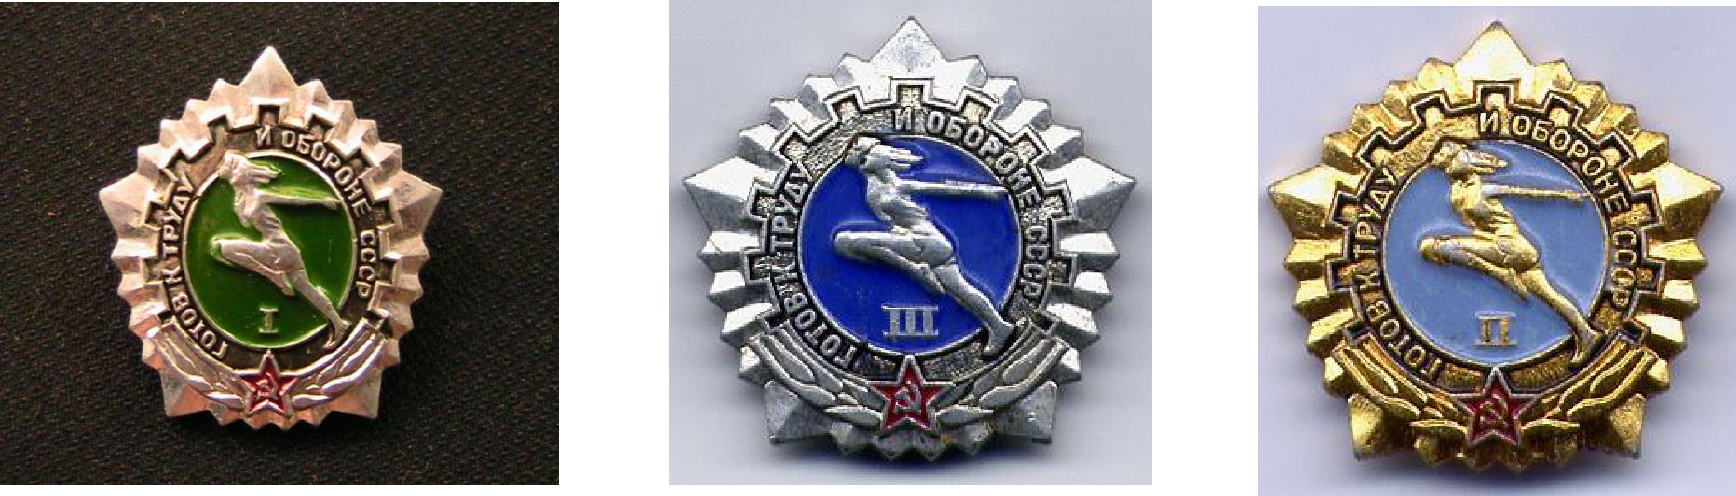 ГОТОВ К ТРУДУ И ОБОРОНЕ СССР
I
ГОТОВ К ТРУДУ И ОБОРОНЕ СССР
III
ГОТОВ К ТРУДУ И ОБОРОНЕ СССР
II